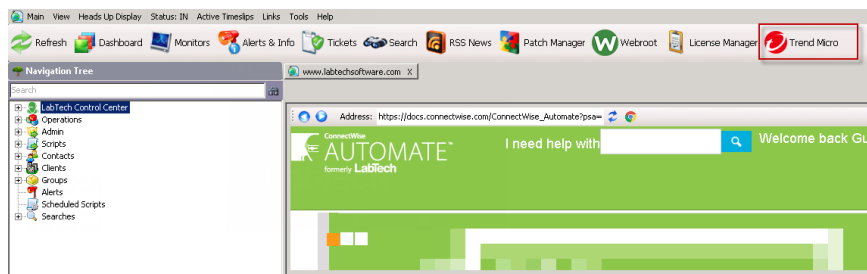 Main View Heads Up Display Status: IN Active Timeslips Links Tools Help
Refresh Dashboard Monitors Alerts & Info Tickets Search RSS News Patch Manager Webroot License Manager Trend Micro
Navigation Tree
www.labtechsoftware.com X
Search
LabTech Control Center
Operations
Admin
Scripts
Contacts
Clients
Groups
Alerts
Scheduled Scripts
Searches
Address: https://docs.connectwise.com/ConnectWise_Automate?psa=
ConnectWise
AUTOMATE™
formerly LabTech
I need help with
Welcome back Gu